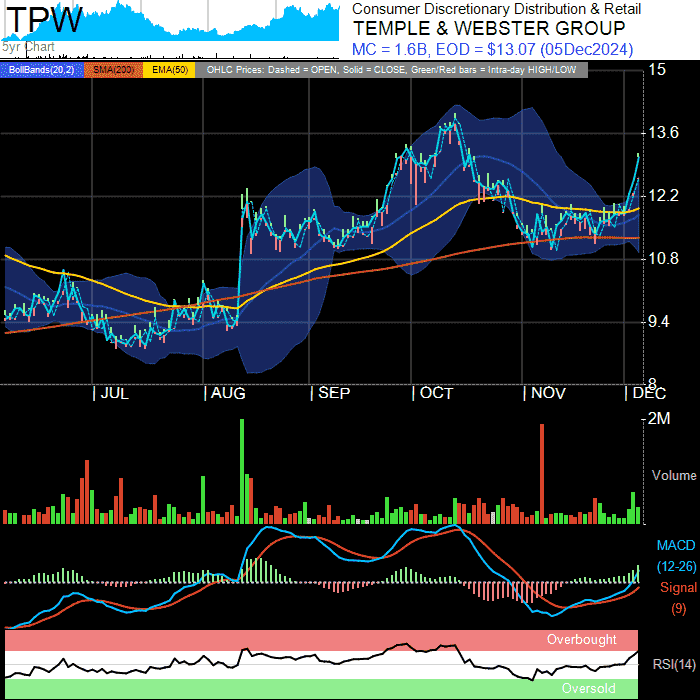 TPW
5yr Chart
Consumer Discretionary Distribution & Retail
TEMPLE & WEBSTER GROUP
MC = 1.6B, EOD = $13.07 (05Dec2024)
BollBands(20,2) SMA(200) EMA(50) OHLC Prices: Dashed = OPEN, Solid = CLOSE, Green/Red bars = Intra-day HIGH/LOW
15
13.6
12.2
10.8
9.4
8
| JUL | AUG | SEP | OCT | NOV | DEC
2M
Volume
MACD
(12-26)
Signal
(9)
Overbought
RSI(14)
Oversold